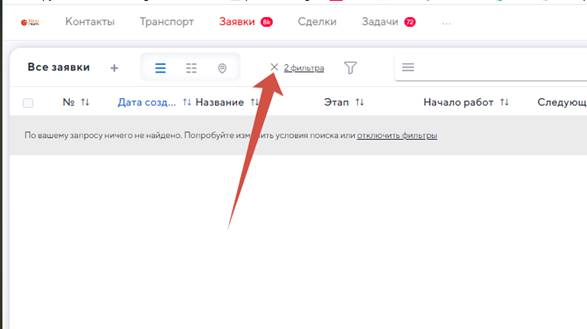 Контакты Транспорт Заявки 8k Сделки Задачи 72 ...
Все заявки + 2 фильтра
№ Дата созд... Название Этап Начало работ Следующ
По вашему запросу ничего не найдено. Попробуйте изменить условия поиска или отключить фильтры